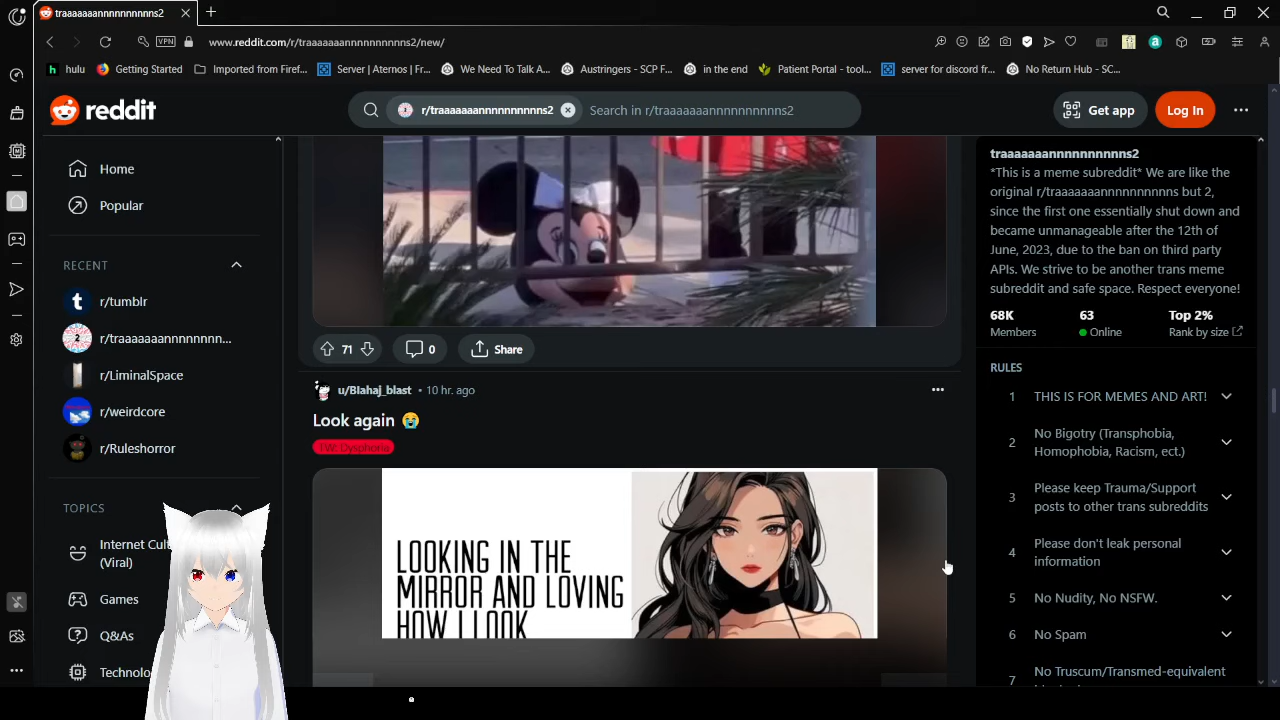 traaaaaaannnnnnnnnns2
VPN
www.reddit.com/r/traaaaaaannnnnnnnnns2/new/
hulu
Getting Started
Imported from Firef...
Server | Aternos | Fr...
We Need To Talk A...
Austringers - SCP F...
in the end
Patient Portal - tool...
server for discord fr...
No Return Hub - SC...
reddit
r/traaaaaaannnnnnnnnns2
Search in r/traaaaaaannnnnnnnnns2
Get app
Log In
Home
Popular
RECENT
r/tumblr
r/traaaaaaannnnnnn...
r/LiminalSpace
r/weirdcore
r/Ruleshorror
TOPICS
Internet Cul
(Viral)
Games
Q&As
Technolo
71
0
Share
u/Blahaj_blast • 10 hr. ago
Look again 😭
TW: Dysphoria
LOOKING IN THE
MIRROR AND LOVING
HOW I LOOK
traaaaaaannnnnnnnnns2
*This is a meme subreddit* We are like the
original r/traaaaaaannnnnnnnnns but 2,
since the first one essentially shut down and
became unmanageable after the 12th of
June, 2023, due to the ban on third party
APIs. We strive to be another trans meme
subreddit and safe space. Respect everyone!
68K
Members
63
Online
Top 2%
Rank by size
RULES
1 THIS IS FOR MEMES AND ART!
2 No Bigotry (Transphobia,
Homophobia, Racism, ect.)
3 Please keep Trauma/Support
posts to other trans subreddits
4 Please don't leak personal
information
5 No Nudity, No NSFW.
6 No Spam
7 No Truscum/Transmed-equivalent